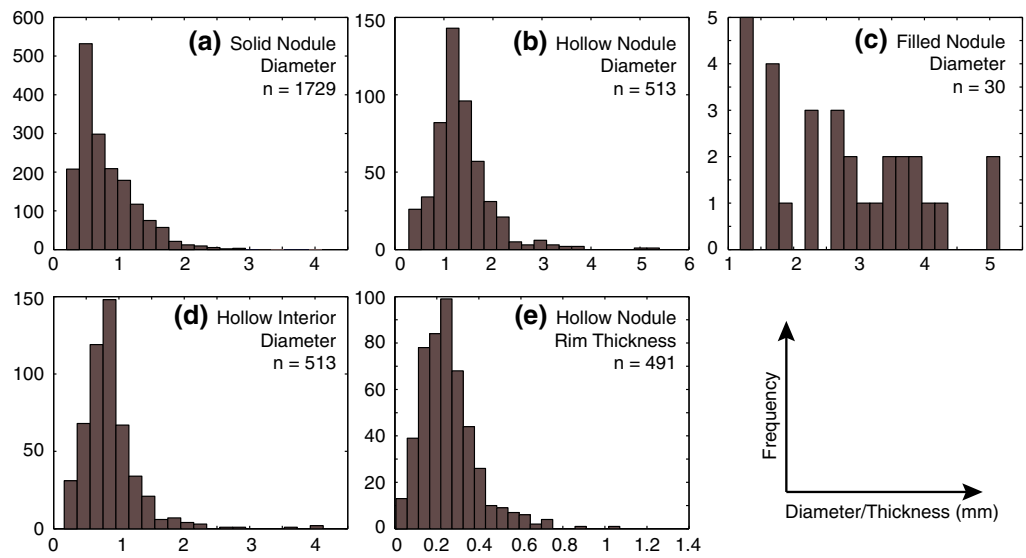 600
500
400
300
200
100
0
0 1 2 3 4
(a) Solid Nodule
Diameter
n = 1729
150
100
50
0
0 1 2 3 4 5 6
(b) Hollow Nodule
Diameter
n = 513
5
4
3
2
1
0
1 2 3 4 5
(c) Filled Nodule
Diameter
n = 30
150
100
50
0
0 1 2 3 4
(d) Hollow Interior
Diameter
n = 513
100
80
60
40
20
0
0 0.2 0.4 0.6 0.8 1 1.2 1.4
(e) Hollow Nodule
Rim Thickness
n = 491
Frequency
Diameter/Thickness (mm)